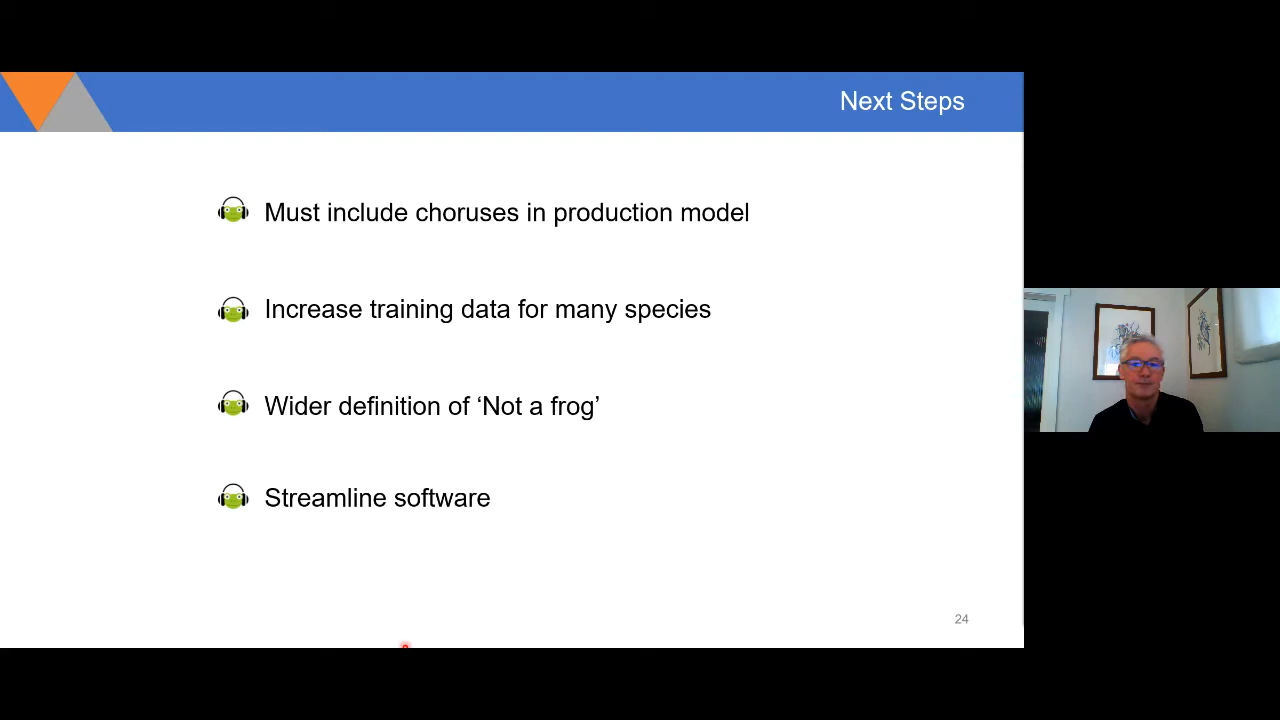 Next Steps
Must include choruses in production model
Increase training data for many species
Wider definition of ‘Not a frog’
Streamline software
24